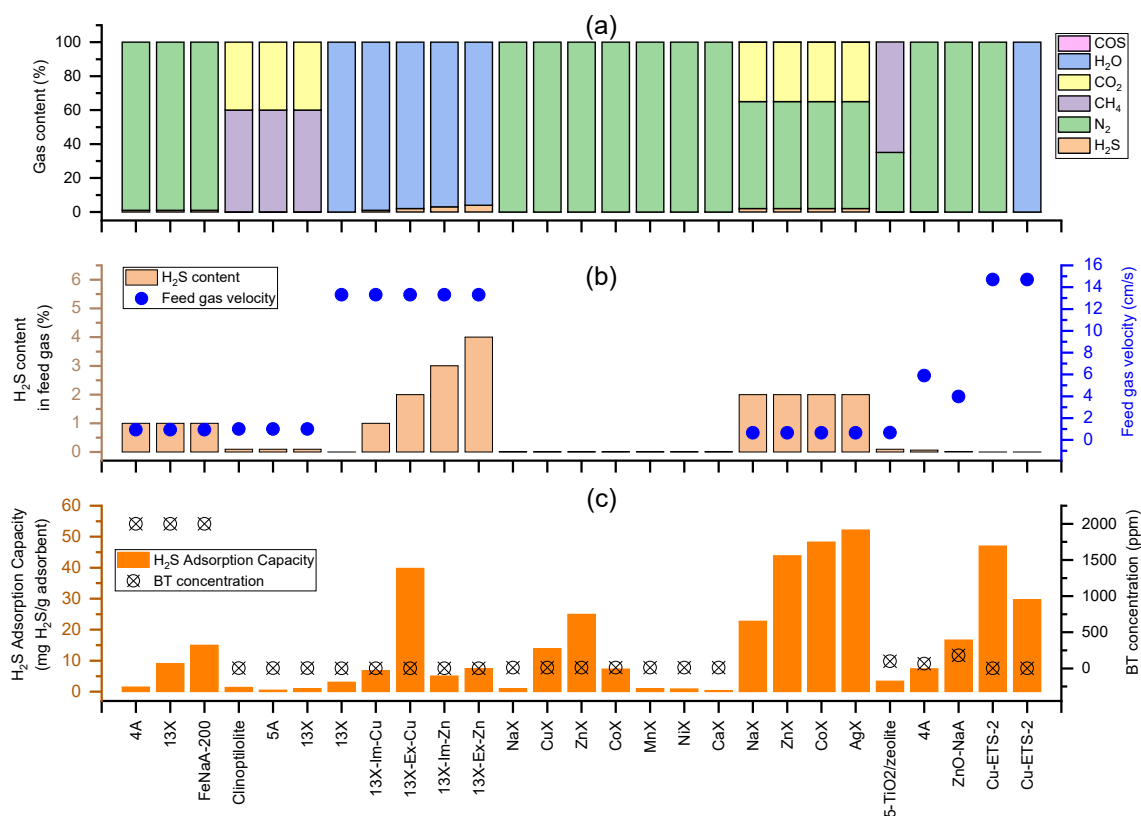 (a)
Gas content (%)
100
80
60
40
20
0
COS
H₂O
CO₂
CH₄
N₂
H₂S
(b)
H₂S content
in feed gas (%)
6
5
4
3
2
1
0
H₂S content
Feed gas velocity
16
14
12
10
8
6
4
2
0
Feed gas velocity (cm/s)
(c)
H₂S Adsorption Capacity
(mg H₂S/g adsorbent)
60
50
40
30
20
10
0
H₂S Adsorption Capacity
BT concentration
2000
1500
1000
500
0
BT concentration (ppm)
4A
13X
FeNaA-200
Clinoptilolite
5A
13X
13X
13X-Im-Cu
13X-Ex-Cu
13X-Im-Zn
13X-Ex-Zn
NaX
CuX
ZnX
CoX
MnX
NiX
CaX
NaX
ZnX
CoX
AgX
5-TiO2/zeolite
4A
ZnO-NaA
Cu-ETS-2
Cu-ETS-2